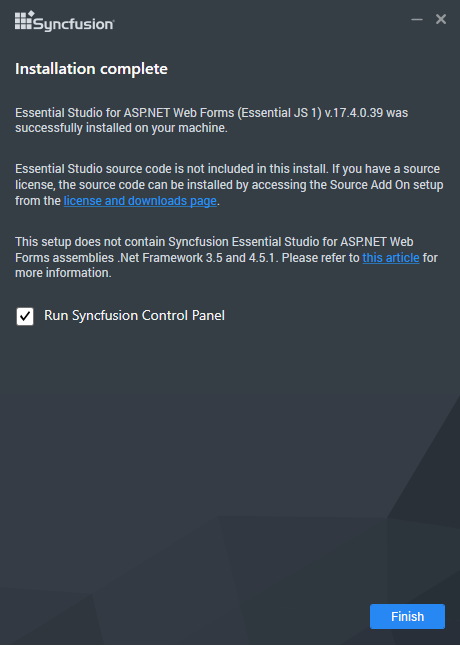 Syncfusion
Installation complete
Essential Studio for ASP.NET Web Forms (Essential JS 1) v.17.4.0.39 was
successfully installed on your machine.
Essential Studio source code is not included in this install. If you have a source
license, the source code can be installed by accessing the Source Add On setup
from the license and downloads page.
This setup does not contain Syncfusion Essential Studio for ASP.NET Web
Forms assemblies .Net Framework 3.5 and 4.5.1. Please refer to this article for
more information.
Run Syncfusion Control Panel
Finish